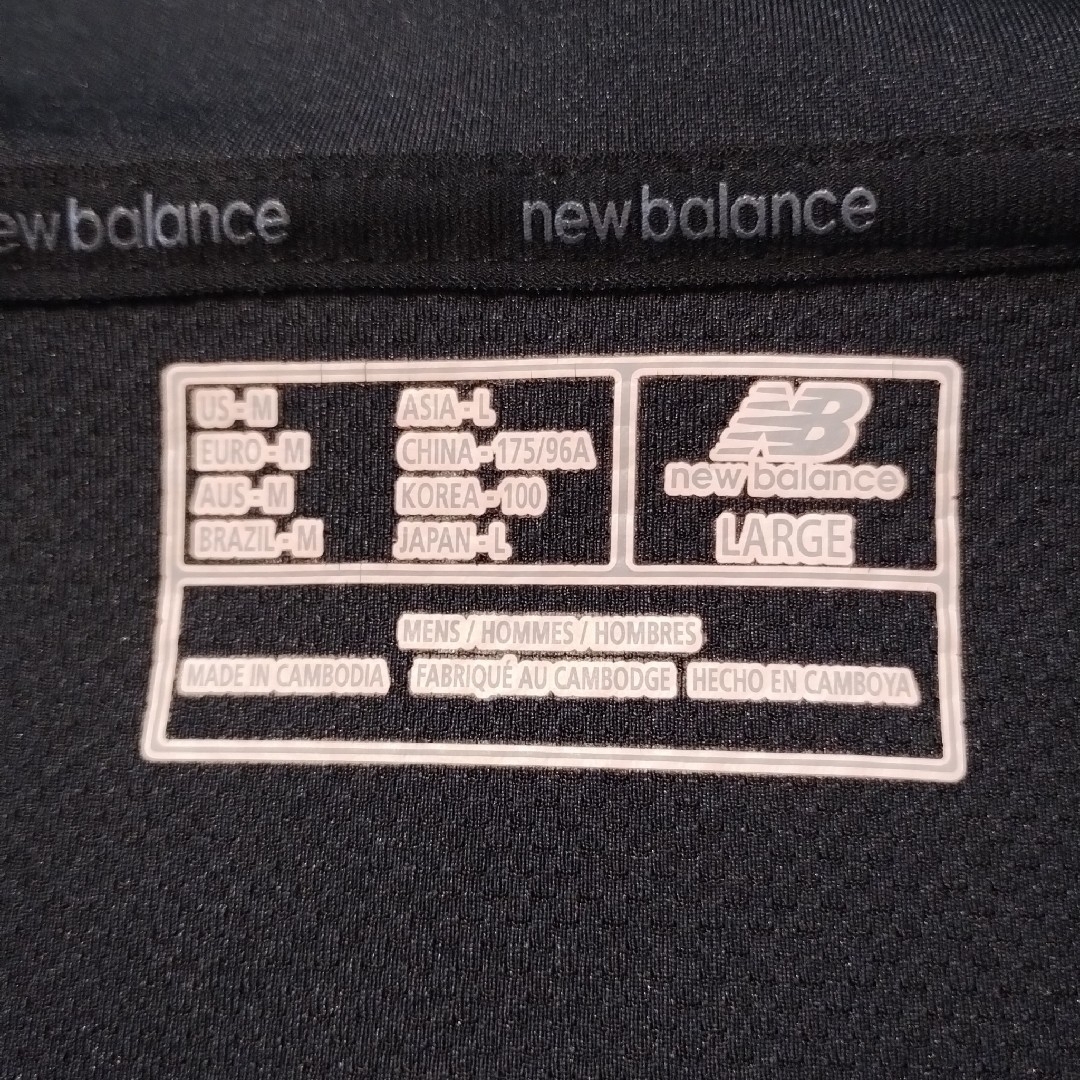 ew balance new balance
US - M ASIA - L
EURO - M CHINA - 175/96A
AUS - M KOREA - 100
BRAZIL - M JAPAN - L
NB
new balance
LARGE
MENS / HOMMES / HOMBRES
MADE IN CAMBODIA FABRIQUÉ AU CAMBODGE HECHO EN CAMBOYA